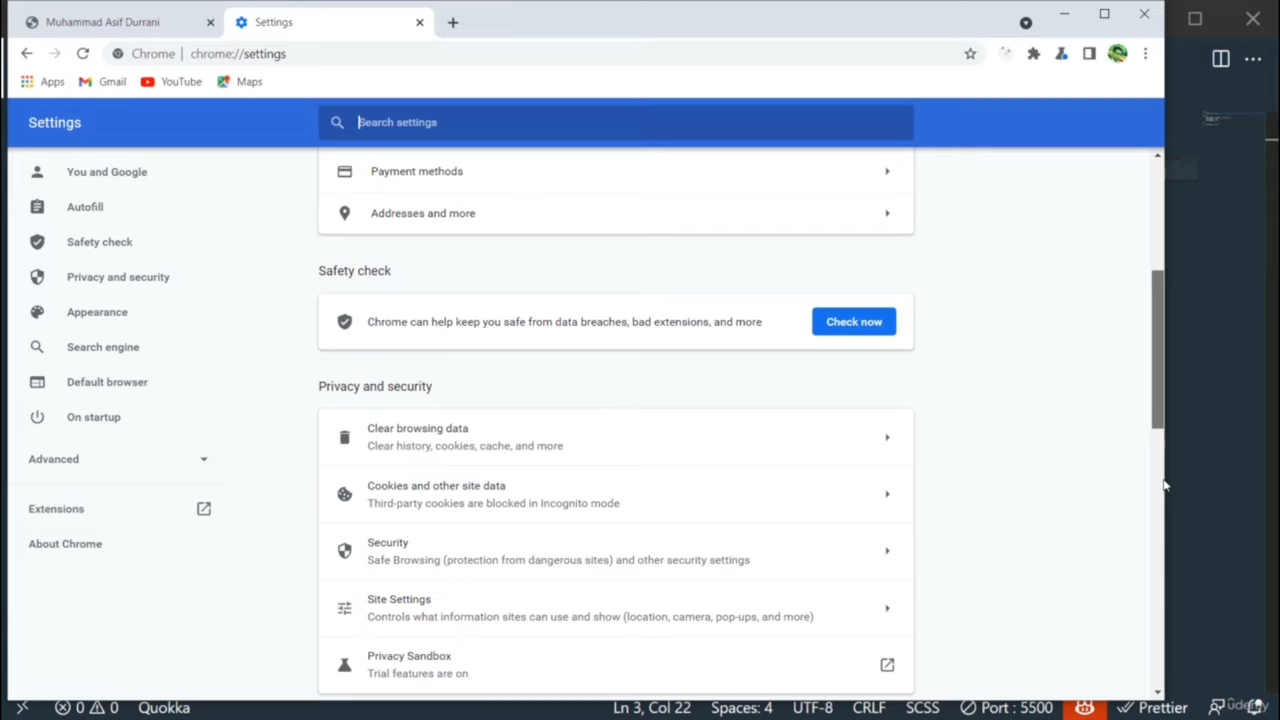 Muhammad Asif Durrani
Settings
Chrome | chrome://settings
Apps
Gmail
YouTube
Maps
Settings
Search settings
You and Google
Autofill
Safety check
Privacy and security
Appearance
Search engine
Default browser
On startup
Advanced
Extensions
About Chrome
Payment methods
Addresses and more
Safety check
Chrome can help keep you safe from data breaches, bad extensions, and more
Check now
Privacy and security
Clear browsing data
Clear history, cookies, cache, and more
Cookies and other site data
Third-party cookies are blocked in Incognito mode
Security
Safe Browsing (protection from dangerous sites) and other security settings
Site Settings
Controls what information sites can use and show (location, camera, pop-ups, and more)
Privacy Sandbox
Trial features are on
0 0 Quokka Ln 3, Col 22 Spaces: 4 UTF-8 CRLF SCSS Port : 5500 Prettier
ûdemy